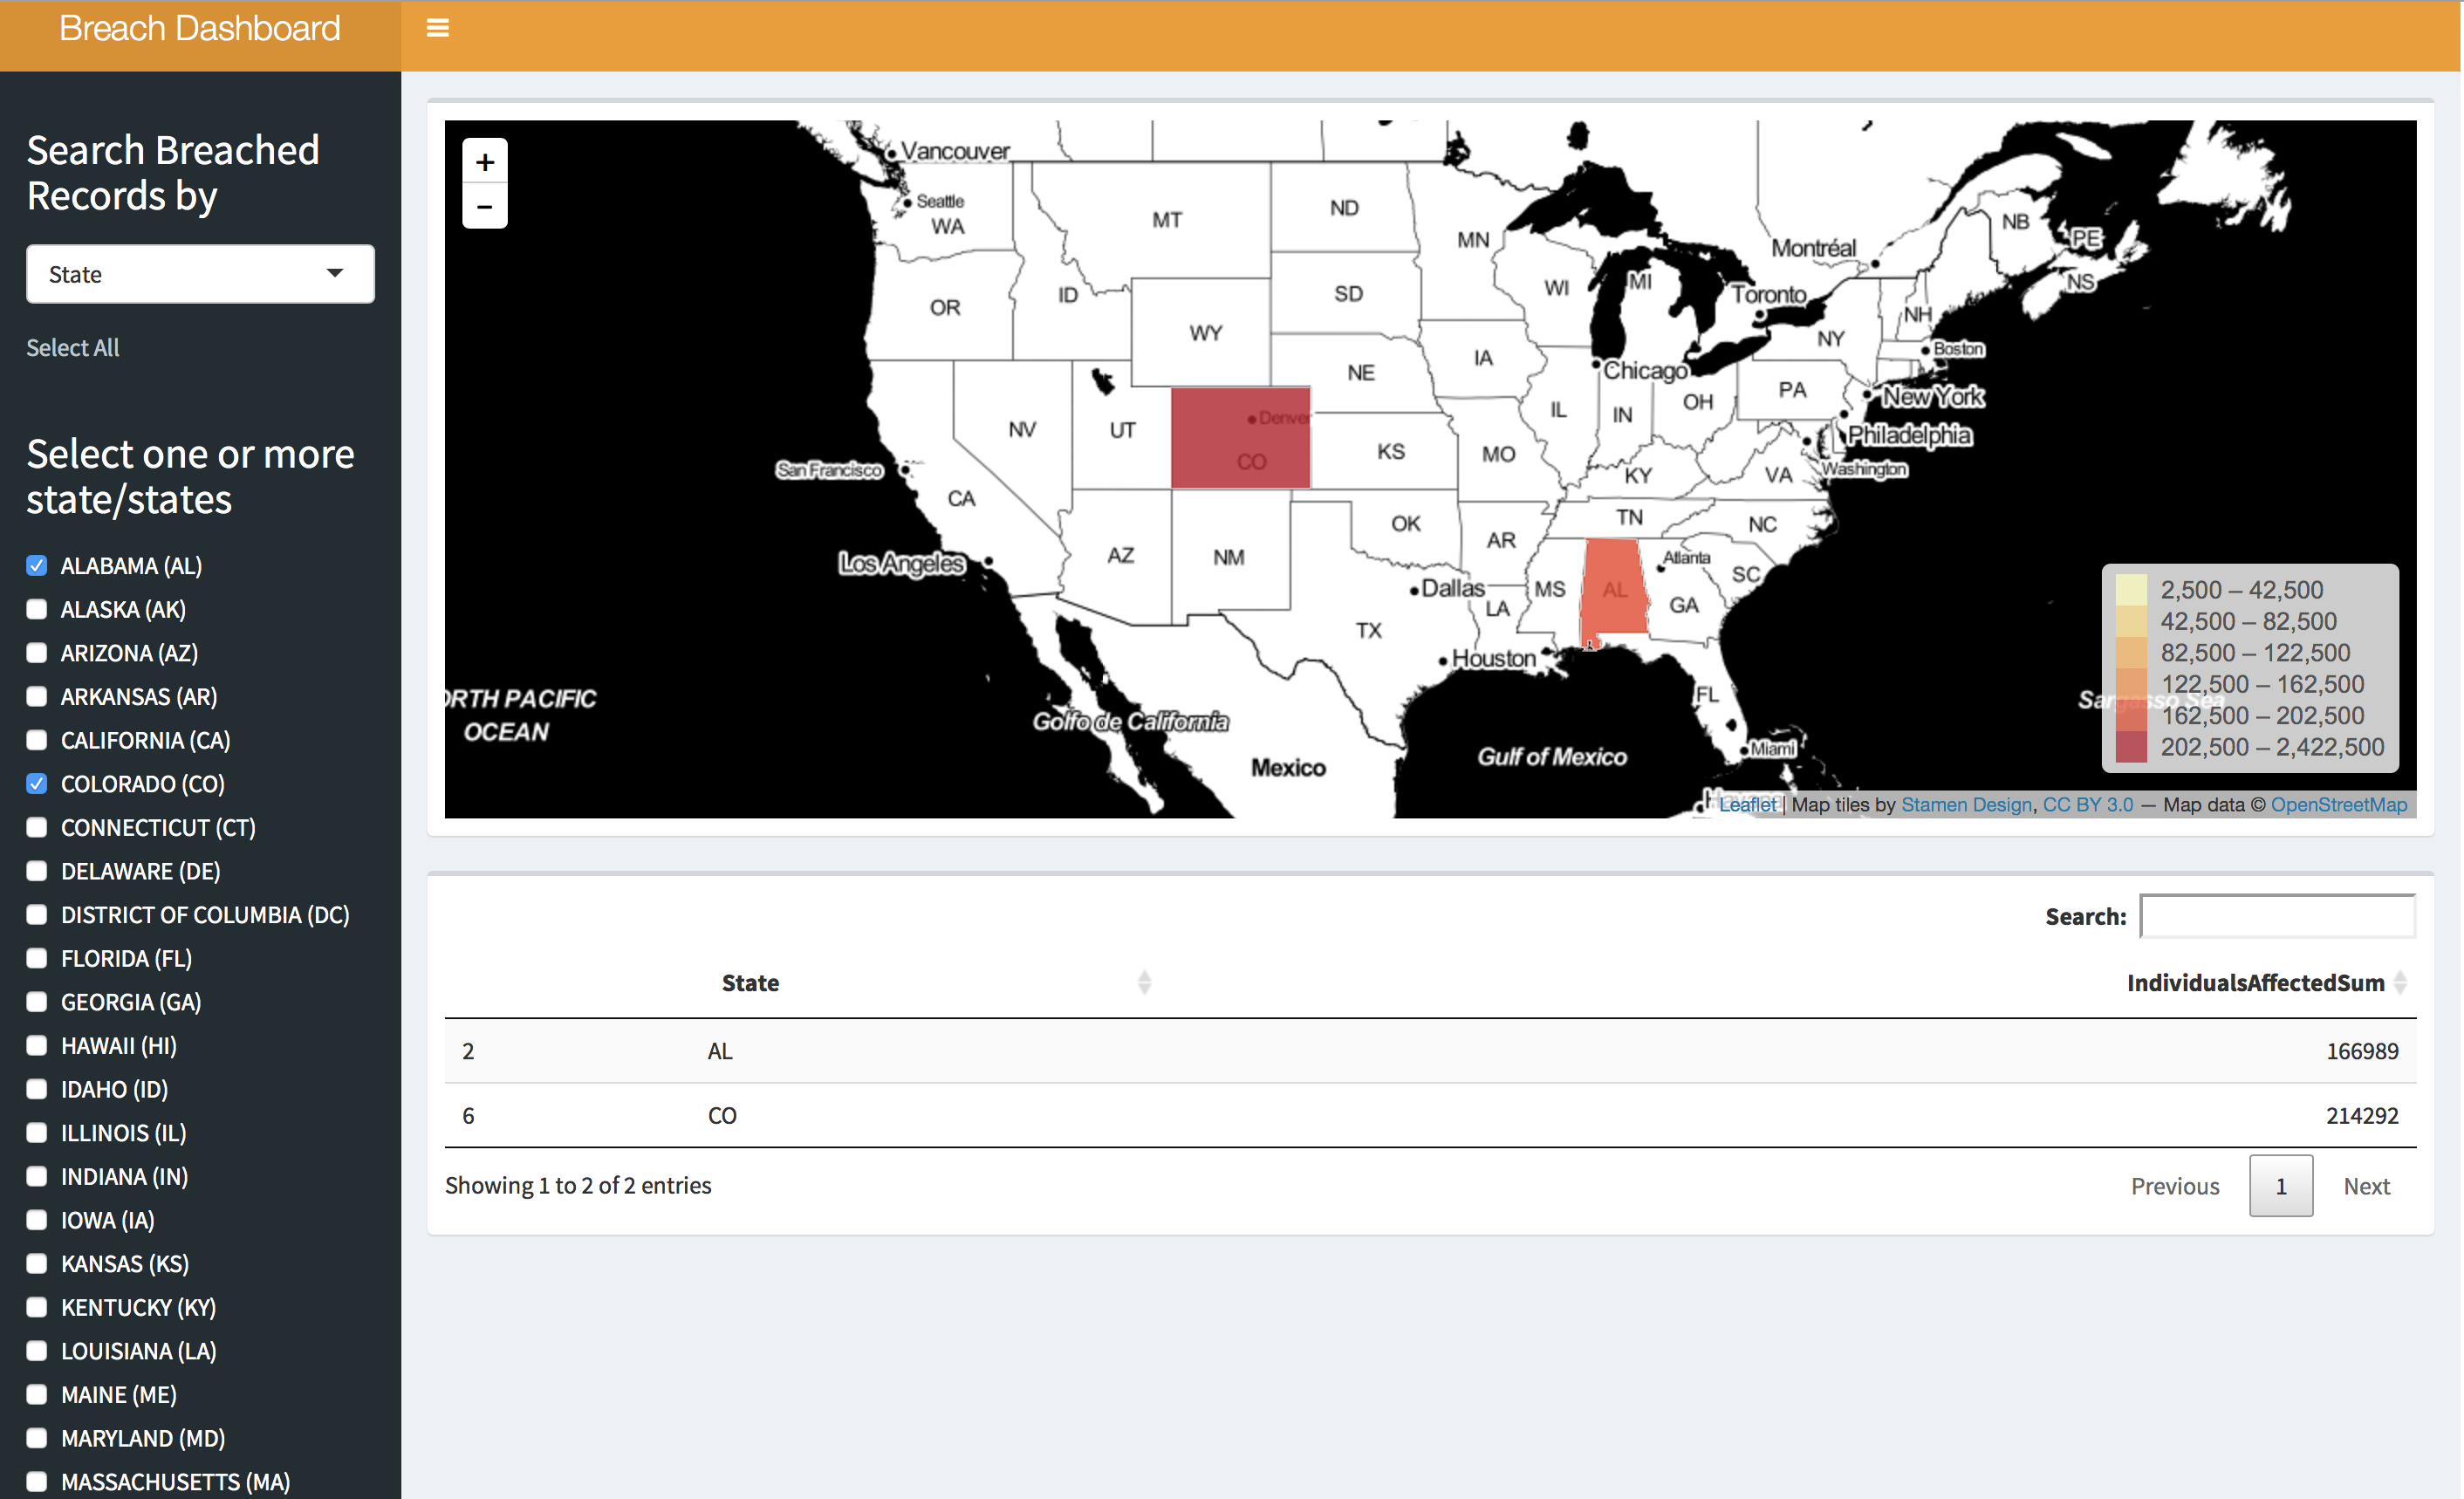 Breach Dashboard
Search Breached
Records by
State
Select All
Select one or more
state/states
ALABAMA (AL)
ALASKA (AK)
ARIZONA (AZ)
ARKANSAS (AR)
CALIFORNIA (CA)
COLORADO (CO)
CONNECTICUT (CT)
DELAWARE (DE)
DISTRICT OF COLUMBIA (DC)
FLORIDA (FL)
GEORGIA (GA)
HAWAII (HI)
IDAHO (ID)
ILLINOIS (IL)
INDIANA (IN)
IOWA (IA)
KANSAS (KS)
KENTUCKY (KY)
LOUISIANA (LA)
MAINE (ME)
MARYLAND (MD)
MASSACHUSETTS (MA)
+
−
Vancouver
Seattle
WA
MT
ND
MN
OR
ID
SD
WI
MI
Montréal
NB
PE
NS
Toronto
NH
WY
NY
Boston
NE
IA
Chicago
PA
New York
Denver
IL
IN
OH
NV
UT
CO
KS
MO
Philadelphia
San Francisco
KY
VA
Washington
CA
OK
TN
NC
Los Angeles
AZ
NM
AR
Atlanta
SC
Dallas
LA
MS
AL
GA
TX
Houston
FL
ORTH PACIFIC
OCEAN
Golfo de California
Mexico
Gulf of Mexico
Miami
Sargasso Sea
Havana
2,500 – 42,500
42,500 – 82,500
82,500 – 122,500
122,500 – 162,500
162,500 – 202,500
202,500 – 2,422,500
Leaflet | Map tiles by Stamen Design, CC BY 3.0 — Map data © OpenStreetMap
Search:
State IndividualsAffectedSum
2 AL 166989
6 CO 214292
Showing 1 to 2 of 2 entries
Previous 1 Next